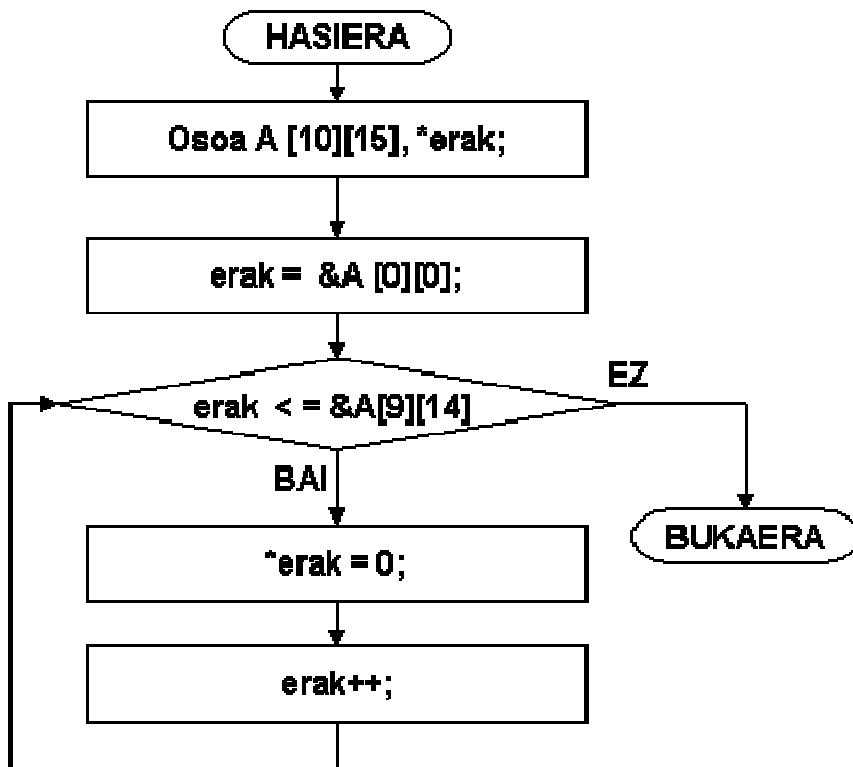 HASIERA
Osoa A [10][15], *erak;
erak = &A [0][0];
EZ
erak < = &A[9][14]
BAI
BUKAERA
*erak = 0;
erak++;